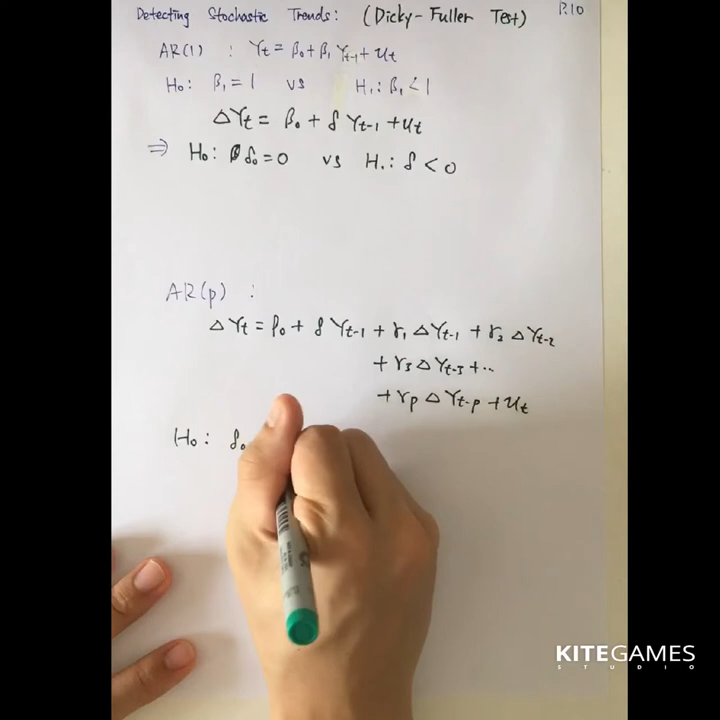 Detecting Stochastic Trends: (Dicky-Fuller Test) P.10
AR(1) : Yt = β0 + β1 Yt-1 + ut
H0: β1 = 1 vs H1: β1 < 1
ΔYt = β0 + δ Yt-1 + ut
⇒ H0: δ0 = 0 vs H1: δ < 0
AR(p) :
ΔYt = β0 + δ Yt-1 + γ1 ΔYt-1 + γ2 ΔYt-2
+ γ3 ΔYt-3 + ...
+ γp ΔYt-p + ut
H0: δ0
KITEGAMES
STUDIO